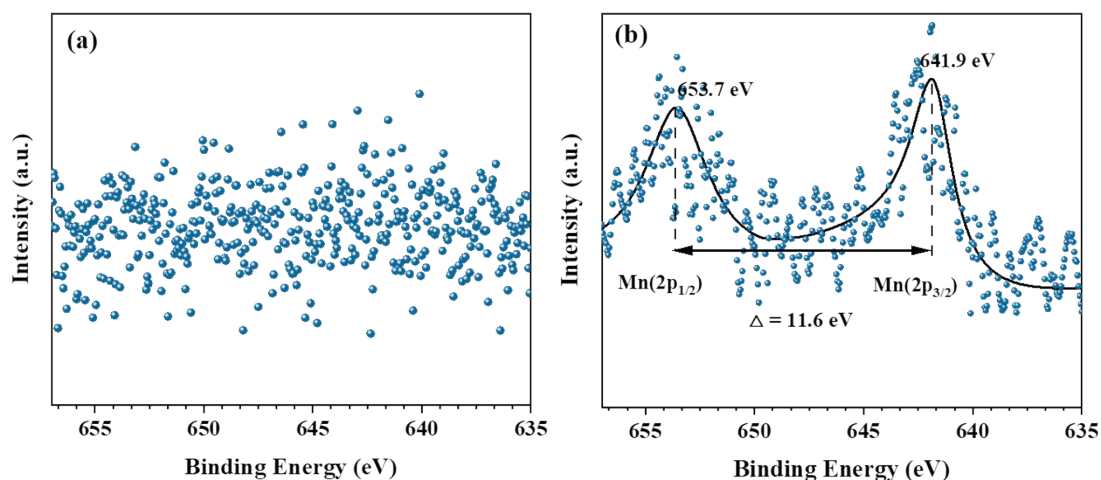 (a)
Intensity (a.u.)
655
650
645
640
635
Binding Energy (eV)
(b)
641.9 eV
653.7 eV
Intensity (a.u.)
Mn(2p1/2)
Mn(2p3/2)
△ = 11.6 eV
655
650
645
640
635
Binding Energy (eV)